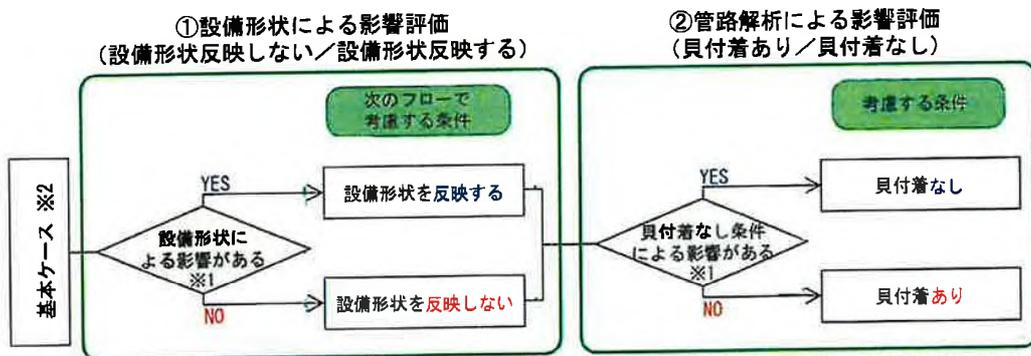 ①設備形状による影響評価
(設備形状反映しない/設備形状反映する)
次のフローで
考慮する条件
基本ケース ※2
設備形状に
よる影響がある
※1
YES
設備形状を反映する
NO
設備形状を反映しない
②管路解析による影響評価
(貝付着あり/貝付着なし)
考慮する条件
貝付着なし条件
による影響がある
※1
YES
貝付着なし
NO
貝付着あり